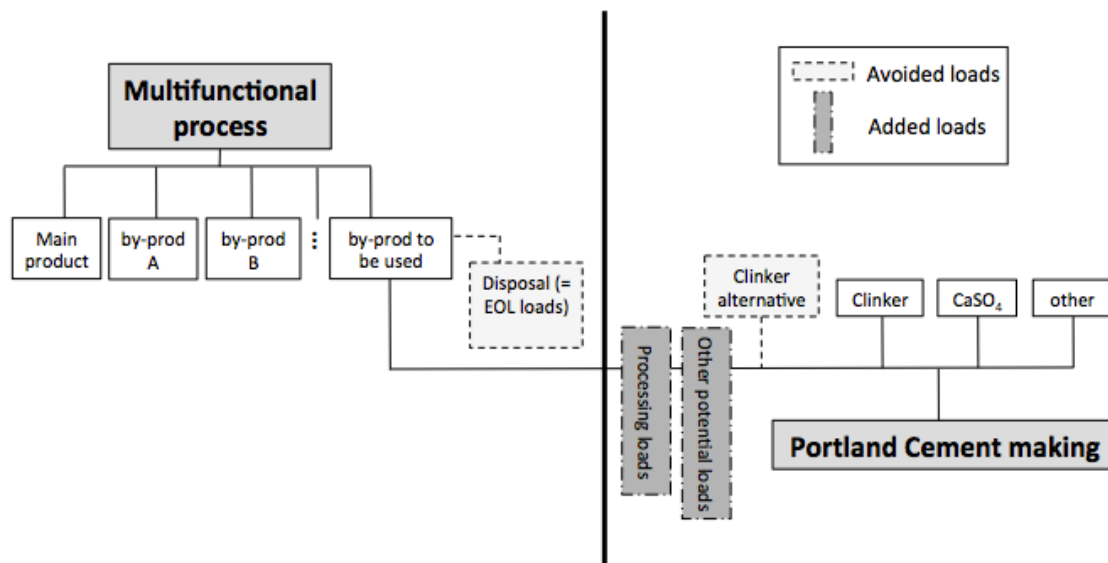 Multifunctional
process
Main
product
by-prod
A
by-prod
B
⋮
by-prod to
be used
Disposal (=
EOL loads)
Avoided loads
Added loads
Processing loads
Other potential loads
Clinker
alternative
Clinker
CaSO₄
other
Portland Cement making